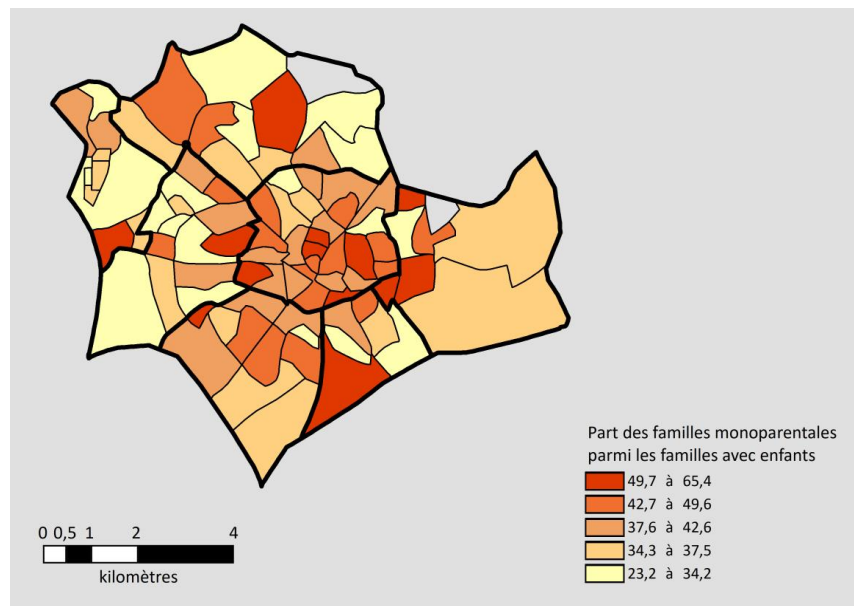 Part des familles monoparentales
parmi les familles avec enfants
49,7 à 65,4
42,7 à 49,6
37,6 à 42,6
34,3 à 37,5
23,2 à 34,2
0 0,5 1 2 4
kilomètres